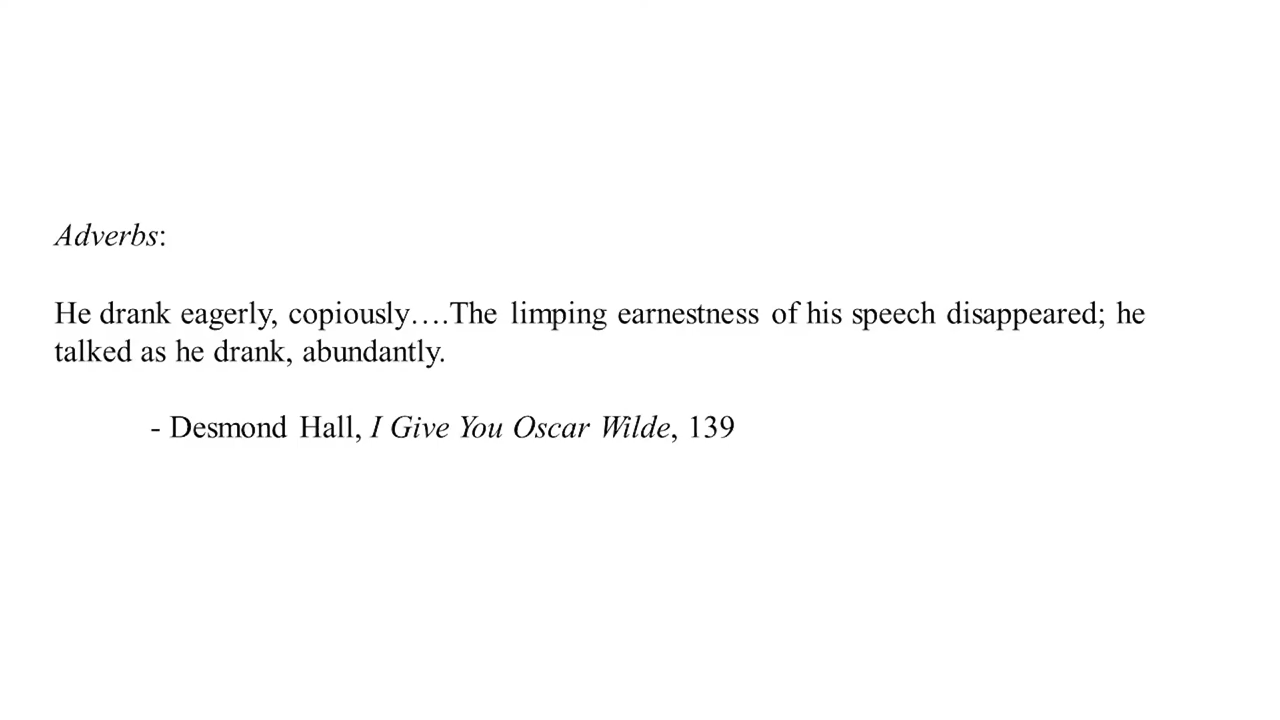 Adverbs:
He drank eagerly, copiously….The limping earnestness of his speech disappeared; he
talked as he drank, abundantly.
- Desmond Hall, I Give You Oscar Wilde, 139